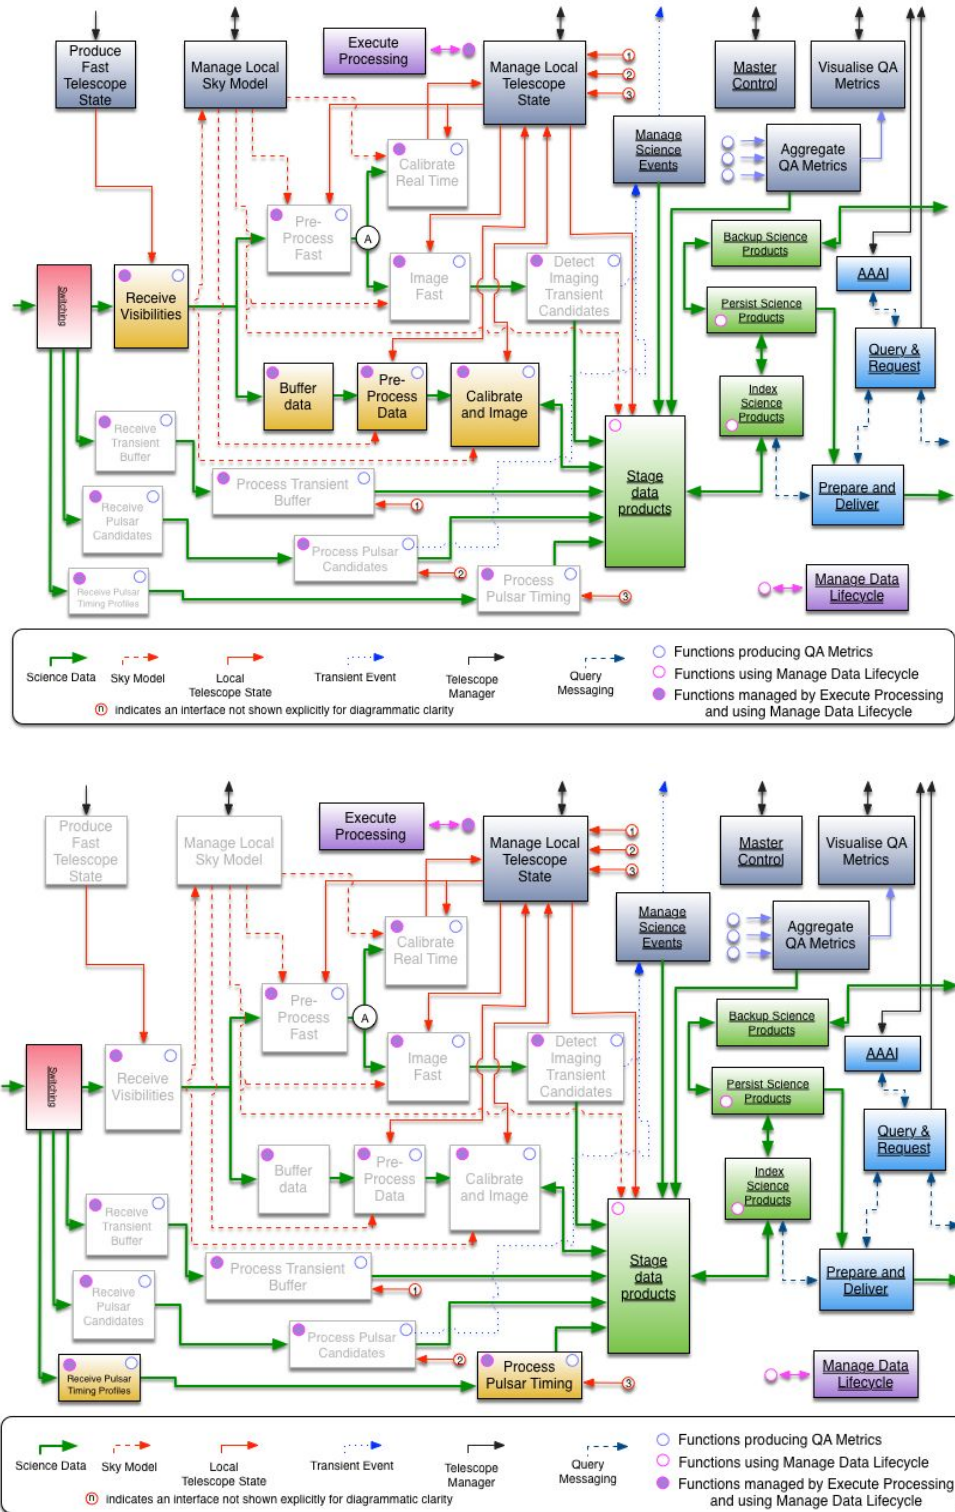 Produce
Fast
Telescope
State
Manage Local
Sky Model
Execute
Processing
Manage Local
Telescope
State
1
2
3
Master
Control
Visualise QA
Metrics
Manage
Science
Events
Aggregate
QA Metrics
Calibrate
Real Time
Pre-
Process
Fast
A
Image
Fast
Detect
Imaging
Transient
Candidates
Backup Science
Products
AAAI
Switching
Receive
Visibilities
Persist Science
Products
Query &
Request
Buffer
data
Pre-
Process
Data
Calibrate
and Image
Index
Science
Products
Receive
Transient
Buffer
Process Transient
Buffer
1
Stage
data
products
Prepare and
Deliver
Receive
Pulsar
Candidates
Process Pulsar
Candidates
2
Receive Pulsar
Timing Profiles
Process
Pulsar Timing
3
Manage Data
Lifecycle
Science Data
Sky Model
Local
Telescope State
Transient Event
Telescope
Manager
Query
Messaging
Functions producing QA Metrics
Functions using Manage Data Lifecycle
Functions managed by Execute Processing
and using Manage Data Lifecycle
n indicates an interface not shown explicitly for diagrammatic clarity
Produce
Fast
Telescope
State
Manage Local
Sky Model
Execute
Processing
Manage Local
Telescope
State
1
2
3
Master
Control
Visualise QA
Metrics
Manage
Science
Events
Aggregate
QA Metrics
Calibrate
Real Time
Pre-
Process
Fast
A
Image
Fast
Detect
Imaging
Transient
Candidates
Backup Science
Products
AAAI
Switching
Receive
Visibilities
Persist Science
Products
Query &
Request
Buffer
data
Pre-
Process
Data
Calibrate
and Image
Index
Science
Products
Receive
Transient
Buffer
Process Transient
Buffer
1
Stage
data
products
Prepare and
Deliver
Receive
Pulsar
Candidates
Process Pulsar
Candidates
2
Receive Pulsar
Timing Profiles
Process
Pulsar Timing
3
Manage Data
Lifecycle
Science Data
Sky Model
Local
Telescope State
Transient Event
Telescope
Manager
Query
Messaging
Functions producing QA Metrics
Functions using Manage Data Lifecycle
Functions managed by Execute Processing
and using Manage Data Lifecycle
n indicates an interface not shown explicitly for diagrammatic clarity